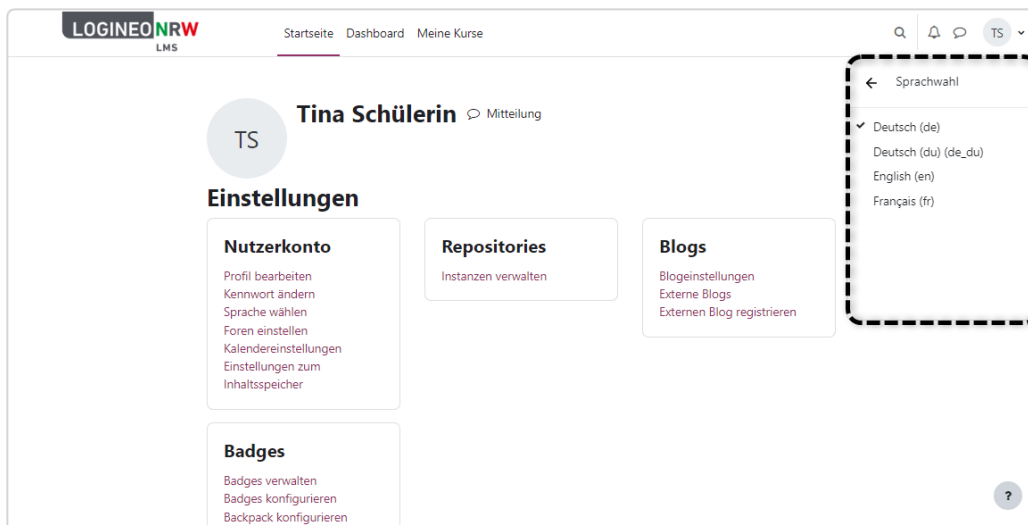 LOGINEO NRW
LMS
Startseite Dashboard Meine Kurse
TS
Sprachwahl
Deutsch (de)
Deutsch (du) (de_du)
English (en)
Français (fr)
TS
Tina Schülerin Mitteilung
Einstellungen
Nutzerkonto
Profil bearbeiten
Kennwort ändern
Sprache wählen
Foren einstellen
Kalendereinstellungen
Einstellungen zum
Inhaltsspeicher
Repositories
Instanzen verwalten
Blogs
Blogeinstellungen
Externe Blogs
Externen Blog registrieren
Badges
Badges verwalten
Badges konfigurieren
Backpack konfigurieren
?